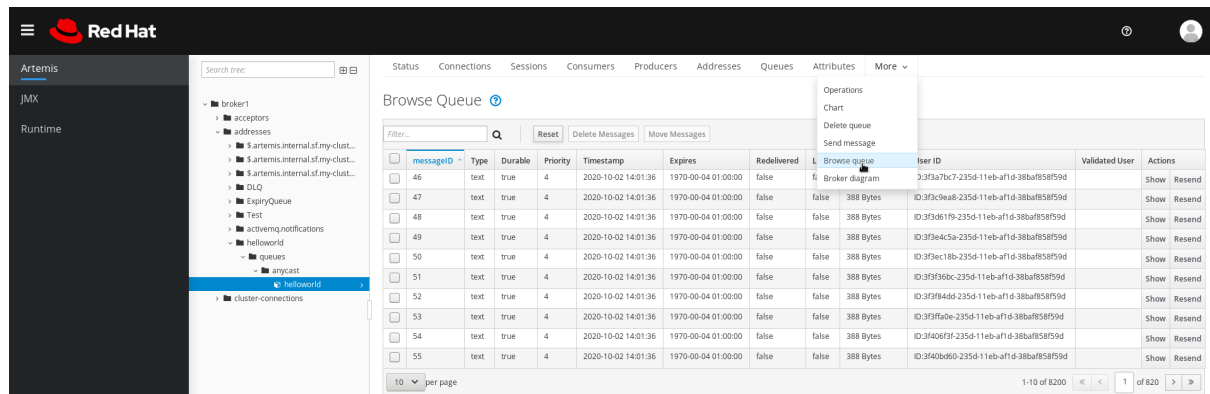 Red Hat
Artemis
JMX
Runtime
Search tree:
broker1
acceptors
addresses
$.artemis.internal.sf.my-clust...
$.artemis.internal.sf.my-clust...
$.artemis.internal.sf.my-clust...
DLQ
ExpiryQueue
Test
activemq.notifications
helloworld
queues
anycast
helloworld
cluster-connections
Status Connections Sessions Consumers Producers Addresses Queues Attributes More
Operations
Chart
Delete queue
Send message
Browse queue
Broker diagram
Browse Queue
Filter... Reset Delete Messages Move Messages
messageID Type Durable Priority Timestamp Expires Redelivered L User ID Validated User Actions
46 text true 4 2020-10-02 14:01:36 1970-00-04 01:00:00 false fa ID:3f3a7bc7-235d-11eb-af1d-38baf858f59d Show Resend
47 text true 4 2020-10-02 14:01:36 1970-00-04 01:00:00 false false 388 Bytes ID:3f3c9ea8-235d-11eb-af1d-38baf858f59d Show Resend
48 text true 4 2020-10-02 14:01:36 1970-00-04 01:00:00 false false 388 Bytes ID:3f3d61f9-235d-11eb-af1d-38baf858f59d Show Resend
49 text true 4 2020-10-02 14:01:36 1970-00-04 01:00:00 false false 388 Bytes ID:3f3e4c5a-235d-11eb-af1d-38baf858f59d Show Resend
50 text true 4 2020-10-02 14:01:36 1970-00-04 01:00:00 false false 388 Bytes ID:3f3ec18b-235d-11eb-af1d-38baf858f59d Show Resend
51 text true 4 2020-10-02 14:01:36 1970-00-04 01:00:00 false false 388 Bytes ID:3f3f36bc-235d-11eb-af1d-38baf858f59d Show Resend
52 text true 4 2020-10-02 14:01:36 1970-00-04 01:00:00 false false 388 Bytes ID:3f3f84dd-235d-11eb-af1d-38baf858f59d Show Resend
53 text true 4 2020-10-02 14:01:36 1970-00-04 01:00:00 false false 388 Bytes ID:3f3ffa0e-235d-11eb-af1d-38baf858f59d Show Resend
54 text true 4 2020-10-02 14:01:36 1970-00-04 01:00:00 false false 388 Bytes ID:3f406f3f-235d-11eb-af1d-38baf858f59d Show Resend
55 text true 4 2020-10-02 14:01:36 1970-00-04 01:00:00 false false 388 Bytes ID:3f40bd60-235d-11eb-af1d-38baf858f59d Show Resend
10 per page 1-10 of 8200 1 of 820